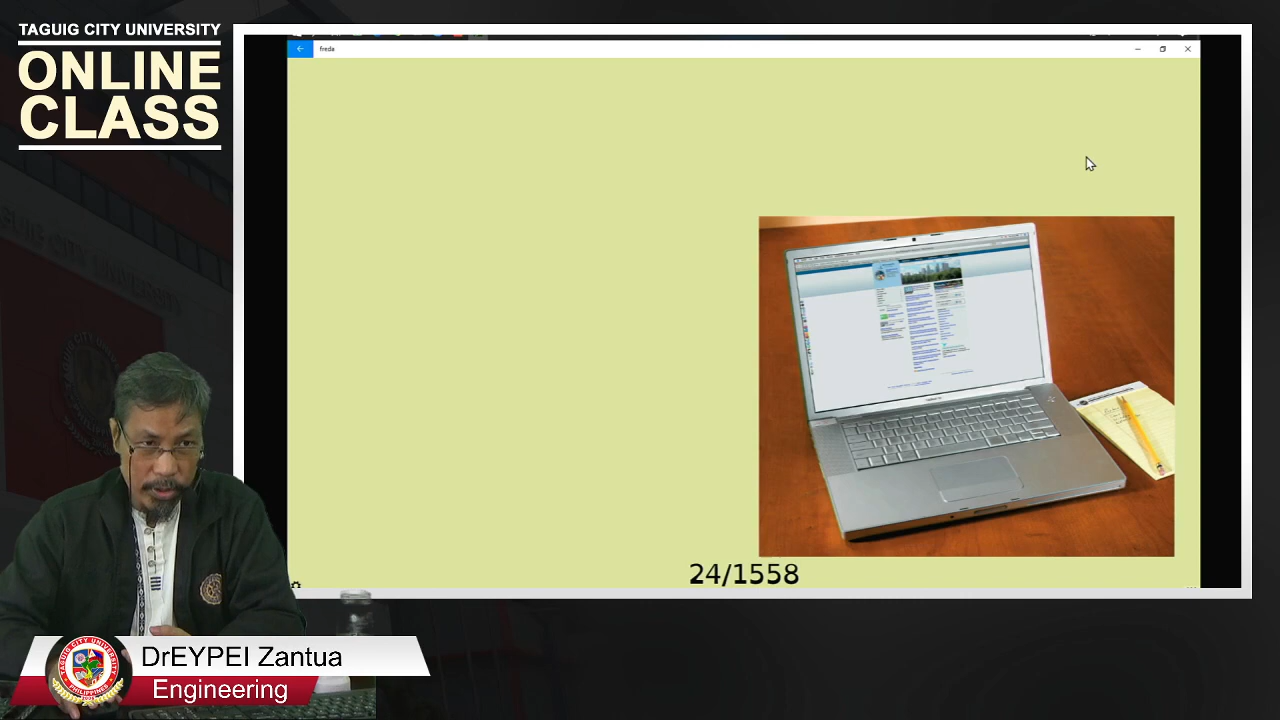 TAGUIG CITY UNIVERSITY
ONLINE
CLASS
freda
24/1558
DrEYPEI Zantua
Engineering